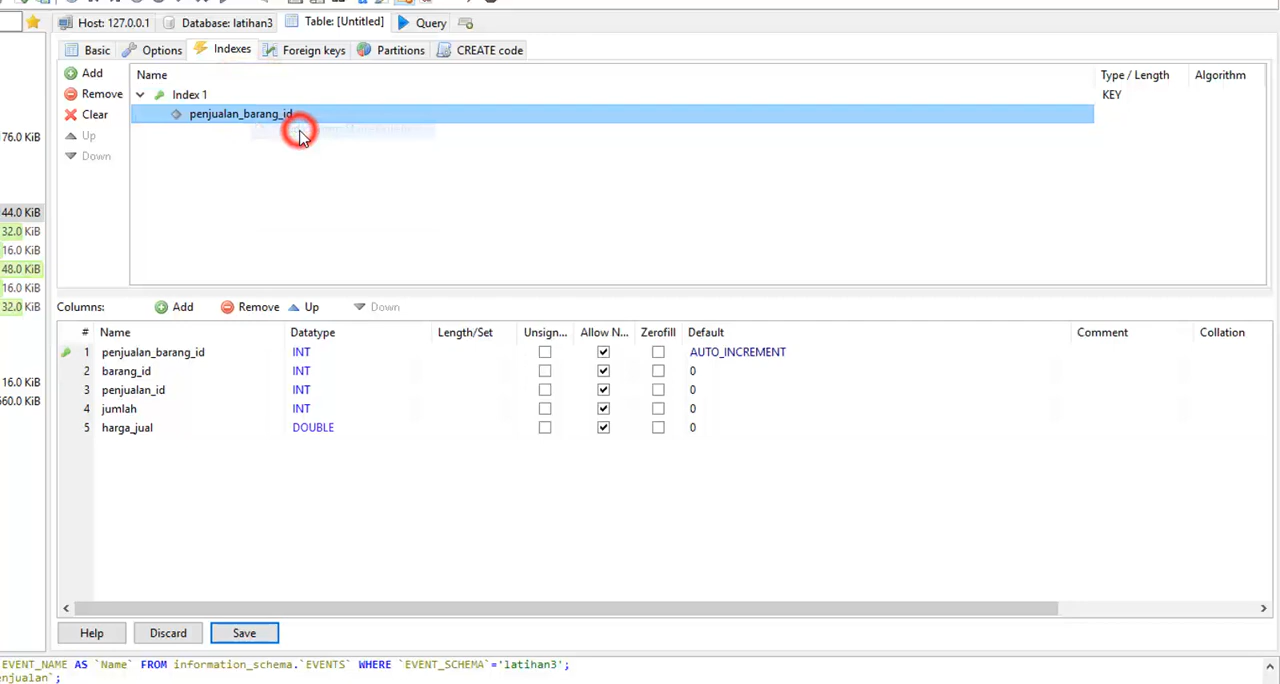 Host: 127.0.0.1 Database: latihan3 Table: [Untitled] Query
Basic Options Indexes Foreign keys Partitions CREATE code
Add Name Type / Length Algorithm
Remove Index 1 KEY
Clear penjualan_barang_id
Up
76.0 KiB
Down
44.0 KiB
32.0 KiB
16.0 KiB
48.0 KiB
16.0 KiB
32.0 KiB
Columns: Add Remove Up Down
# Name Datatype Length/Set Unsign... Allow N... Zerofill Default Comment Collation
1 penjualan_barang_id INT AUTO_INCREMENT
2 barang_id INT 0
16.0 KiB
3 penjualan_id INT 0
560.0 KiB
4 jumlah INT 0
5 harga_jual DOUBLE 0
Help Discard Save
EVENT_NAME AS `Name` FROM information_schema.`EVENTS` WHERE `EVENT_SCHEMA`='latihan3';
enjualan`;